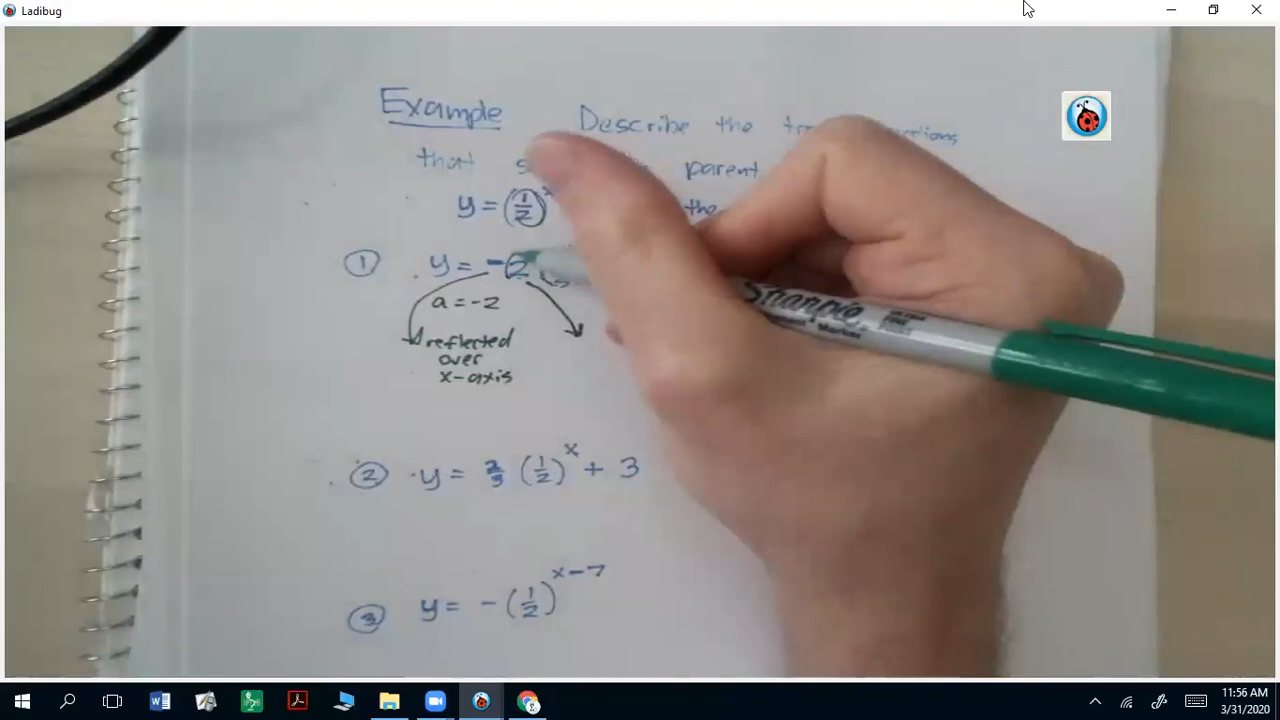 Ladibug
Example Describe the
that parent
y = (1/2)^x the
① y = -2
a = -2
reflected
over
x-axis
② y = 2/3 (1/2)^x + 3
③ y = - (1/2)^(x-7)
Sharpie
11:56 AM
3/31/2020